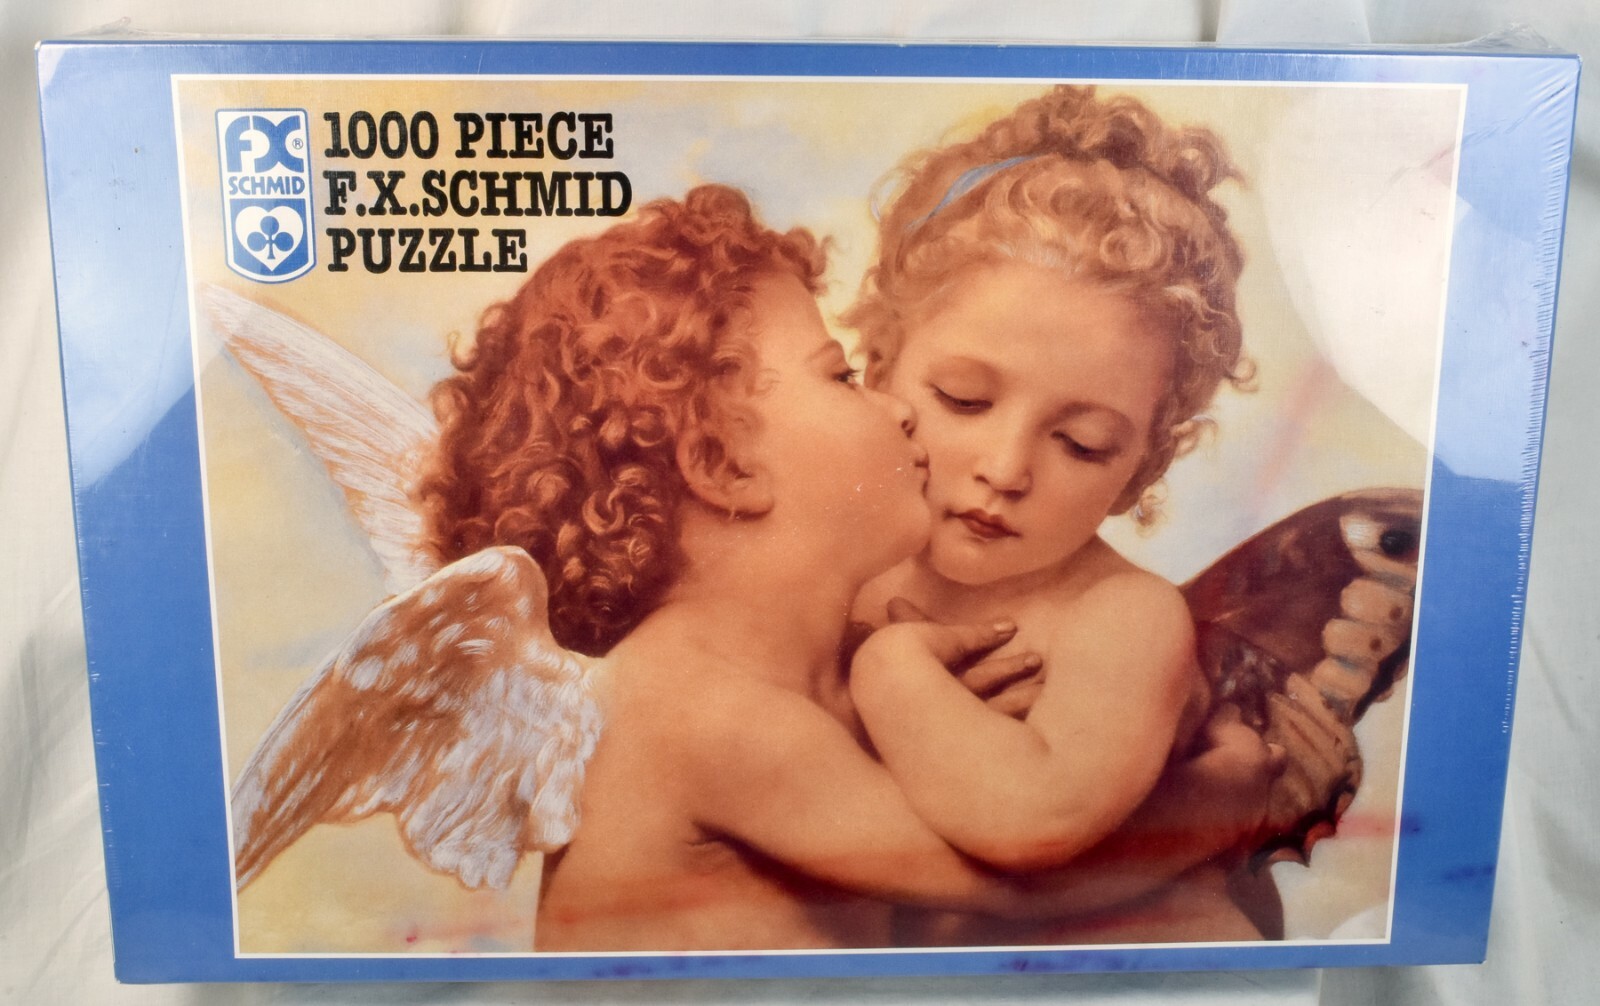 FX®
SCHMID
1000 PIECE
F.X.SCHMID
PUZZLE